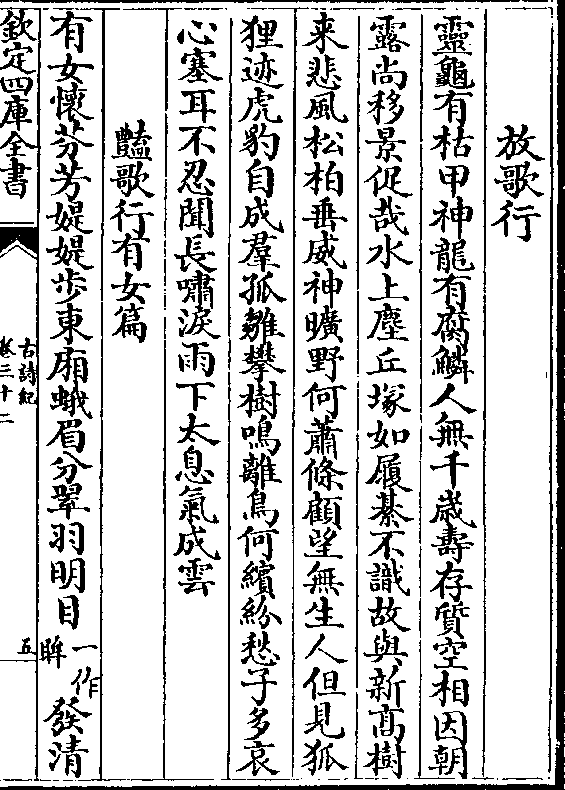 放歌行
靈龜有枯甲神龍有腐鱗人無千歲壽存質空相因朝
露尚移景促哉水上塵丘塚如履綦不識故與新高樹
来悲風松柏垂威神曠野何蕭條顧望無生人但見狐
狸迹虎豹自成羣孤雛攀樹鳴離鳥何繽紛愁子多哀
心塞耳不忍聞長嘯淚雨下太息氣成雲
豔歌行有女篇
有女懷芬芳媞媞步東廂蛾眉分翠羽明目一作眸發清
欽定四庫全書
古詩紀
卷三十二
五